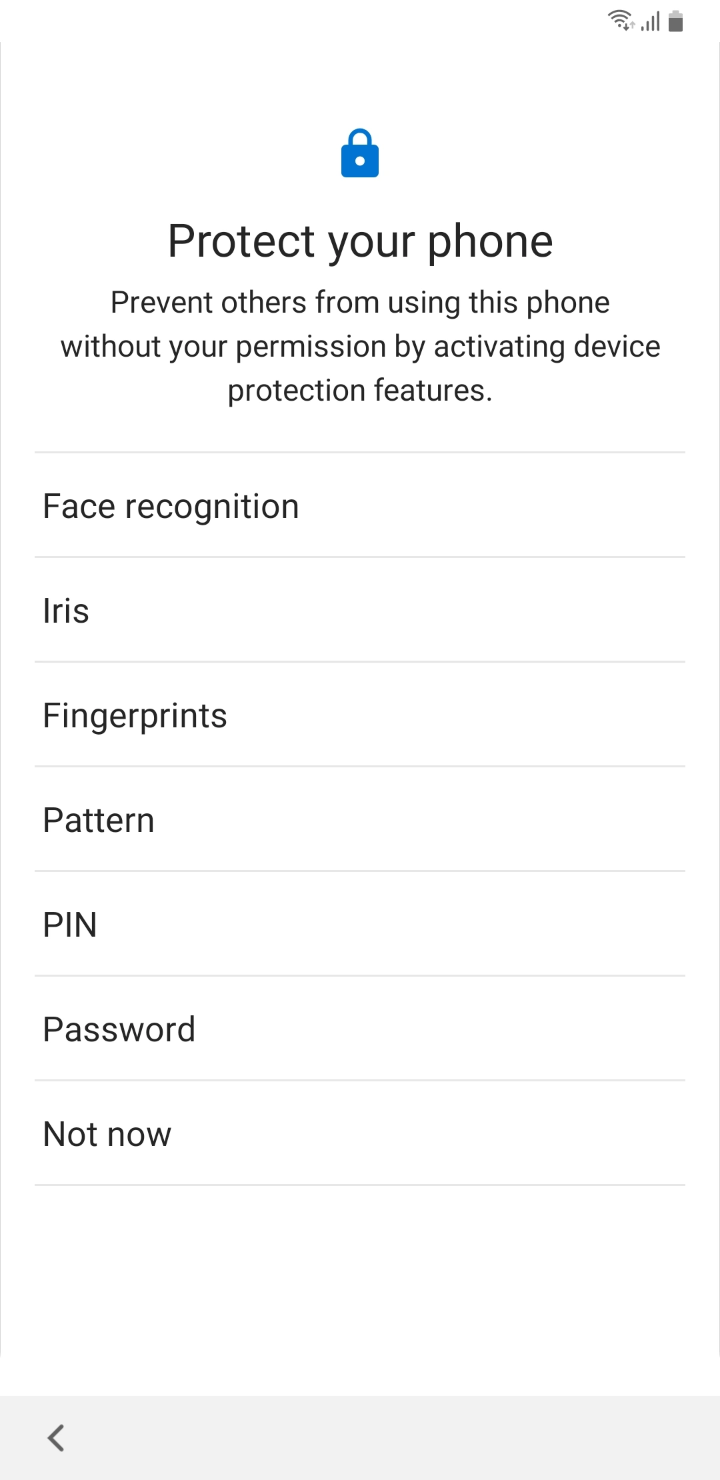 Protect your phone
Prevent others from using this phone
without your permission by activating device
protection features.
Face recognition
Iris
Fingerprints
Pattern
PIN
Password
Not now